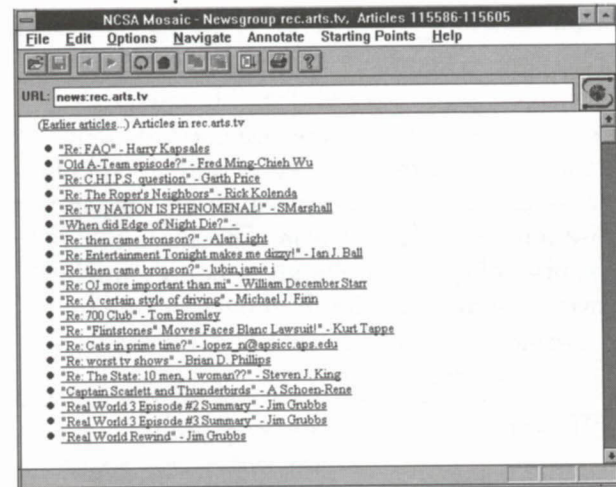 NCSA Mosaic - Newsgroup rec.arts.tv, Articles 115586-115605
File Edit Options Navigate Annotate Starting Points Help
URL: news:rec.arts.tv
(Earlier articles...) Articles in rec.arts.tv
"Re: FAQ" - Harry Kapsales
"Old A-Team episode?" - Fred Ming-Chieh Wu
"Re: C.H.I.P.S. question" - Garth Price
"Re: The Roper's Neighbors" - Rick Kolenda
"Re: TV NATION IS PHENOMENAL!" - SMarshall
"When did Edge of Night Die?" -
"Re: then came bronson?" - Alan Light
"Re: Entertainment Tonight makes me dizzy!" - Ian J. Ball
"Re: then came bronson?" - lubin,jamie i
"Re: OJ more important than mi" - William December Starr
"Re: A certain style of driving" - Michael J. Finn
"Re: 700 Club" - Tom Bromley
"Re: "Flintstones" Moves Faces Blanc Lawsuit!" - Kurt Tappe
"Re: Cats in prime time?" - lopez_n@apsicc.aps.edu
"Re: worst tv shows" - Brian D. Phillips
"Re: The State: 10 men, 1 woman??" - Steven J. King
"Captain Scarlett and Thunderbirds" - A Schoen-Rene
"Real World 3 Episode #2 Summary" - Jim Grubbs
"Real World 3 Episode #3 Summary" - Jim Grubbs
"Real World Rewind" - Jim Grubbs